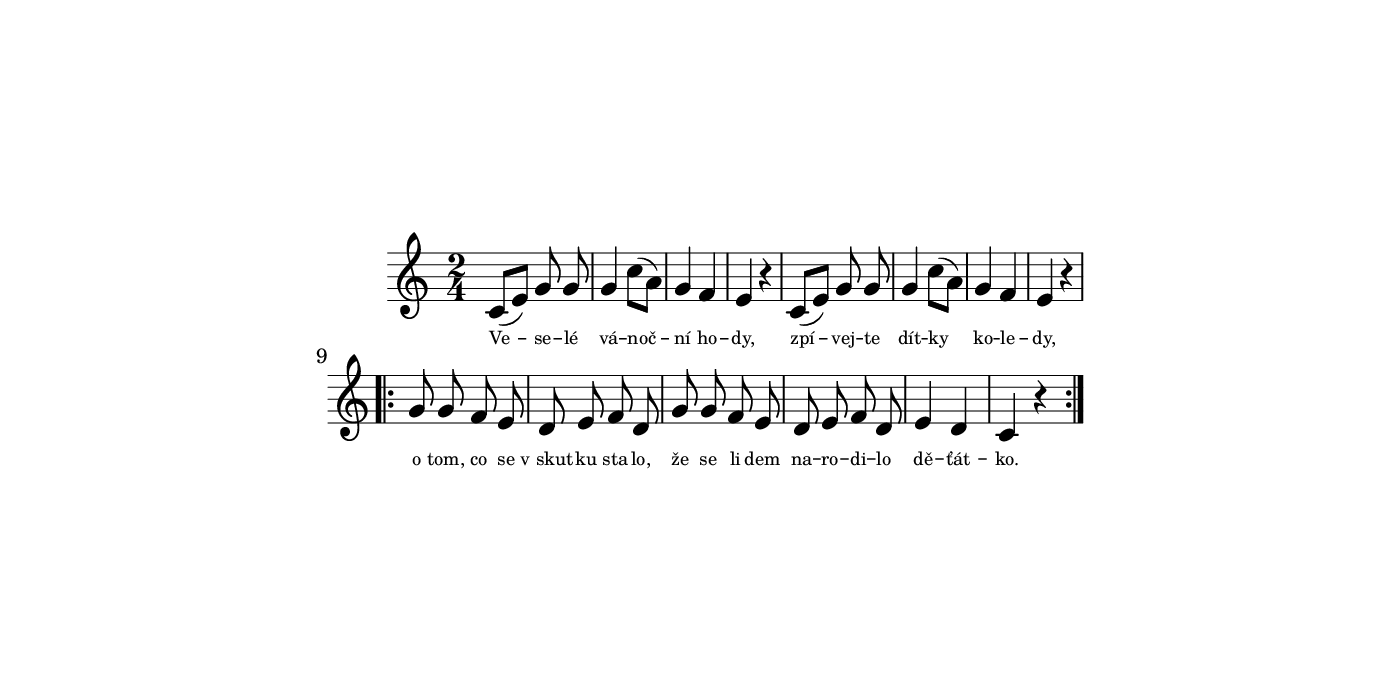 2
4
Ve – se – lé vá – noč – ní ho – dy, zpí – vej – te dít – ky ko – le – dy,
9
o tom, co se v skut ku sta lo, že se li dem na – ro – di – lo dě – ťát – ko.